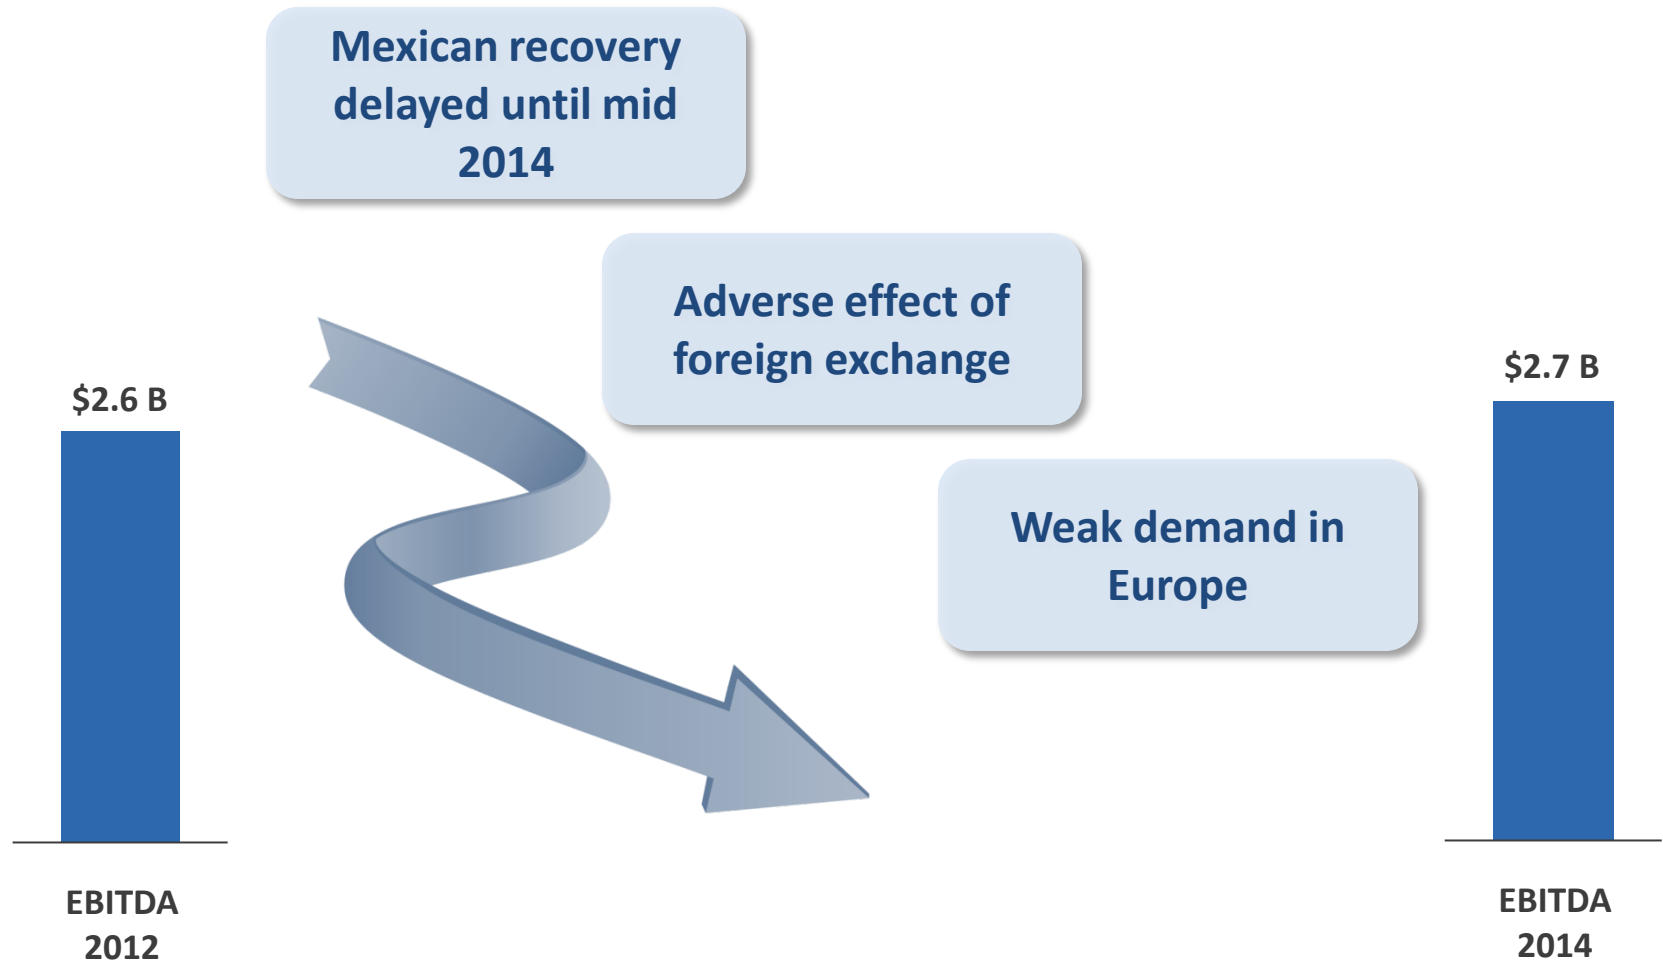 Mexican recovery
delayed until mid
2014
Adverse effect of
foreign exchange
$2.7 B
$2.6 B
Weak demand in
Europe
EBITDA
2012
EBITDA
2014